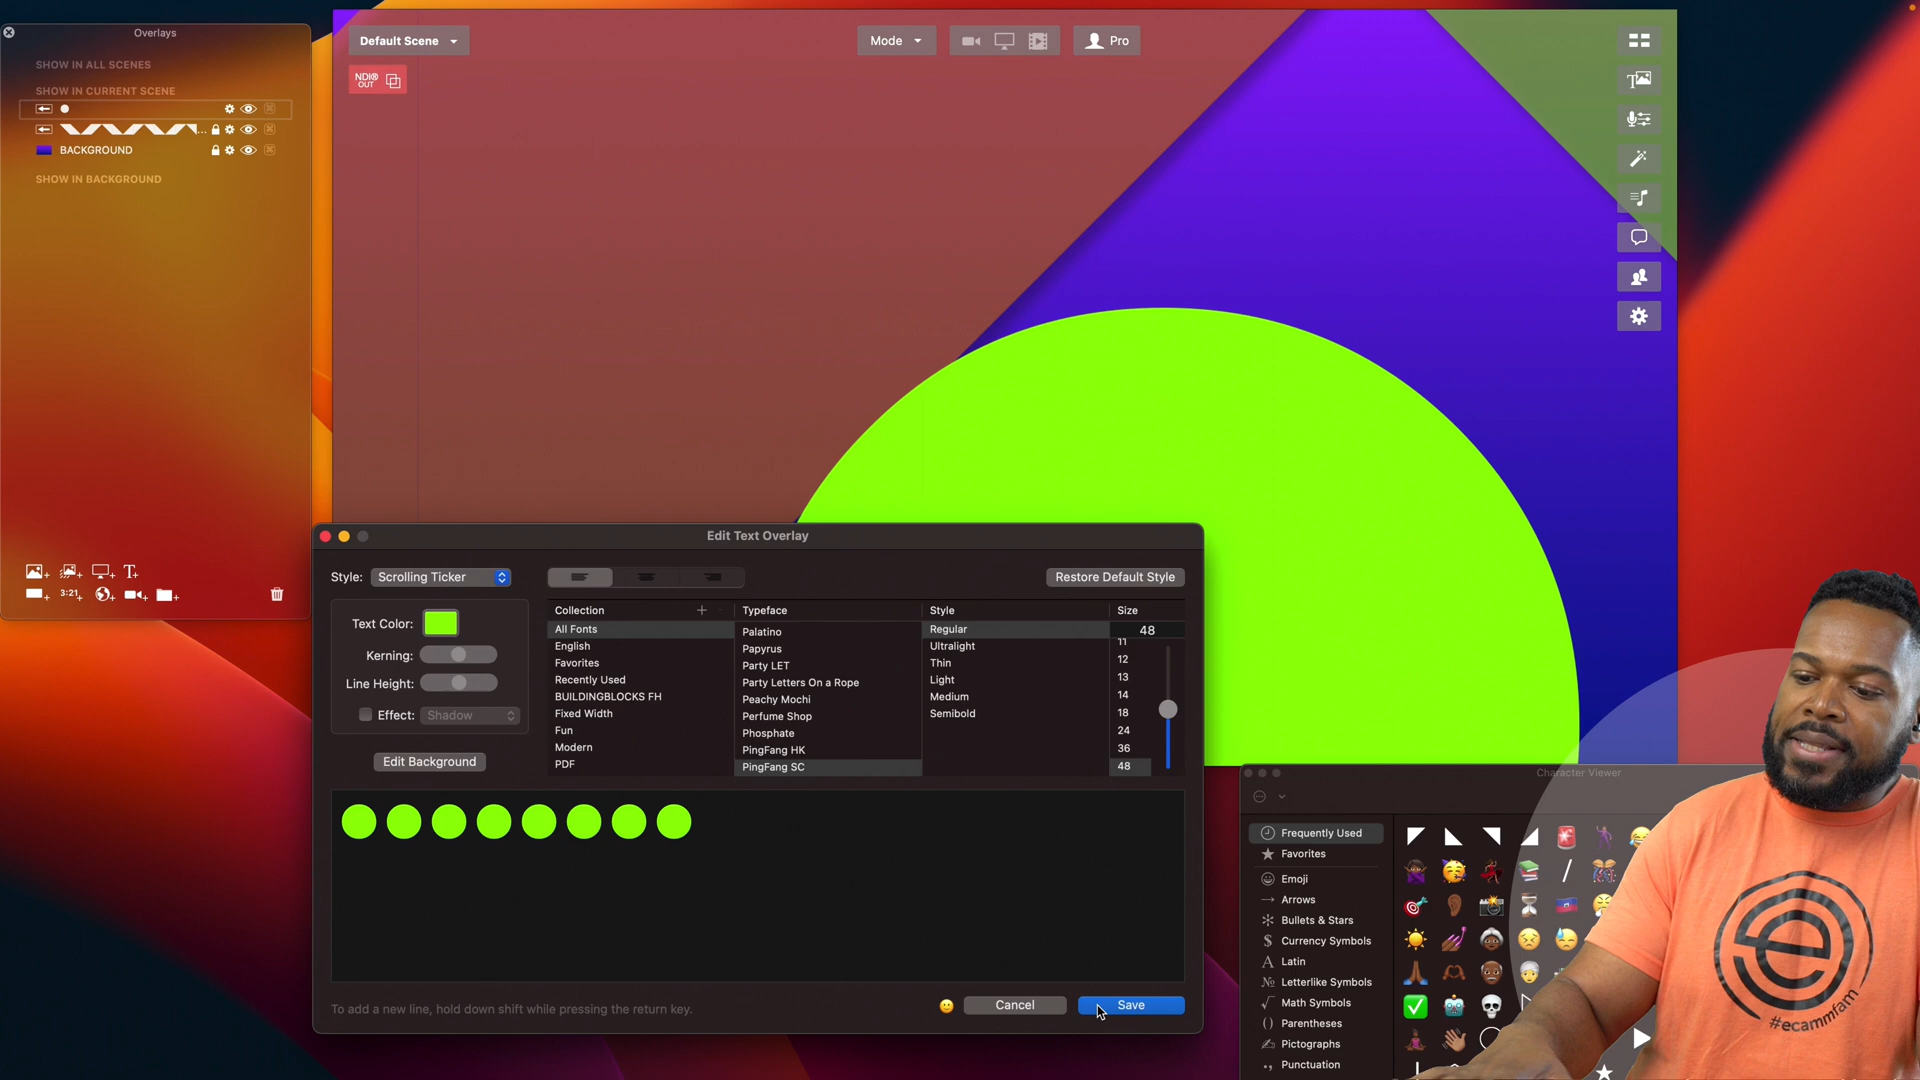 Overlays
SHOW IN ALL SCENES
SHOW IN CURRENT SCENE
...
BACKGROUND
SHOW IN BACKGROUND
3:21+
T+
Default Scene
NDI® OUT
Mode
Pro
Edit Text Overlay
Style: Scrolling Ticker
Restore Default Style
Text Color:
Kerning:
Line Height:
Effect: Shadow
Edit Background
Collection
All Fonts
English
Favorites
Recently Used
BUILDINGBLOCKS FH
Fixed Width
Fun
Modern
PDF
Typeface
Palatino
Papyrus
Party LET
Party Letters On a Rope
Peachy Mochi
Perfume Shop
Phosphate
PingFang HK
PingFang SC
Style
Regular
Ultralight
Thin
Light
Medium
Semibold
Size
48
11
12
13
14
18
24
36
48
To add a new line, hold down shift while pressing the return key.
Cancel
Save
Character Viewer
Frequently Used
Favorites
Emoji
Arrows
Bullets & Stars
$ Currency Symbols
A Latin
№ Letterlike Symbols
√ Math Symbols
() Parentheses
Pictographs
Punctuation
e
#ecammfam